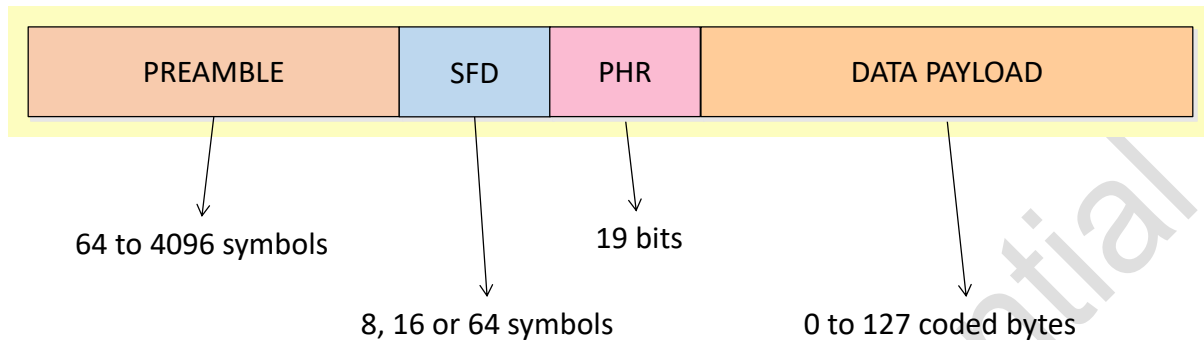 PREAMBLE SFD PHR DATA PAYLOAD
64 to 4096 symbols
19 bits
8, 16 or 64 symbols
0 to 127 coded bytes